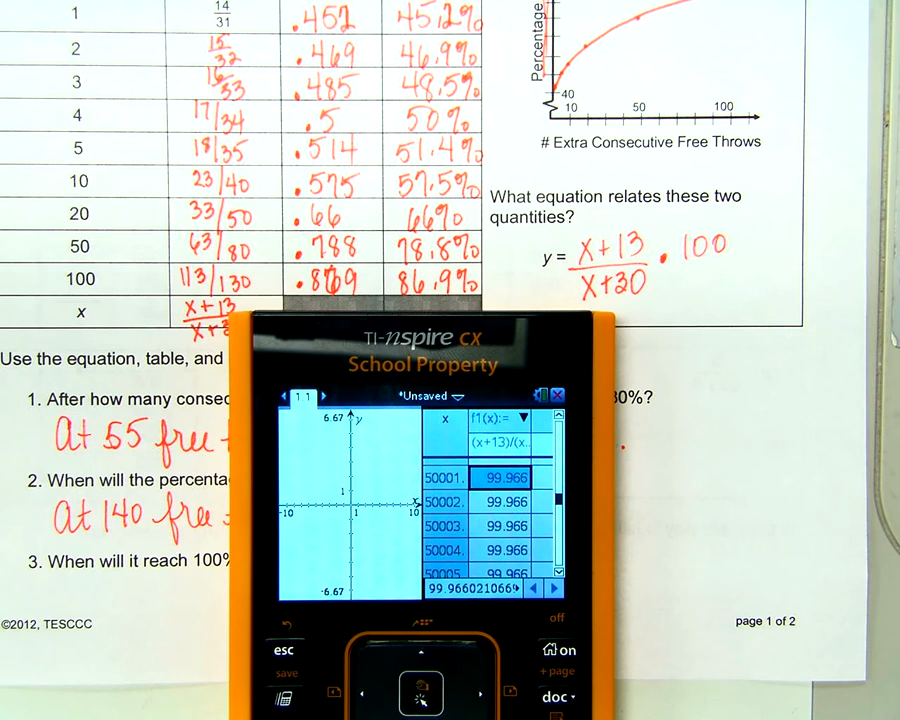 1 14/31 .452 45.2%
2 15/32 .469 46.9%
3 16/33 .485 48.5%
4 17/34 .5 50%
5 18/35 .514 51.4%
10 23/40 .575 57.5%
20 33/50 .66 66%
50 63/80 .788 78.8%
100 113/130 .869 86.9%
x x+13
x+3
Percentage
40
10 50 100
# Extra Consecutive Free Throws
What equation relates these two
quantities?
y = x+13/x+30 • 100
Use the equation, table, and
1. After how many consec 80%?
At 55 free
2. When will the percenta
At 140 free
3. When will it reach 100%
©2012, TESCCC
page 1 of 2
TI-nspire CX
School Property
1.1 *Unsaved
6.67 y
1
x
-10 1 10
-6.67
x f1(x):=
(x+13)/(x..
50001. 99.966
50002. 99.966
50003. 99.966
50004. 99.966
50005. 99.966
99.9660210669
off
esc on
save + page
doc